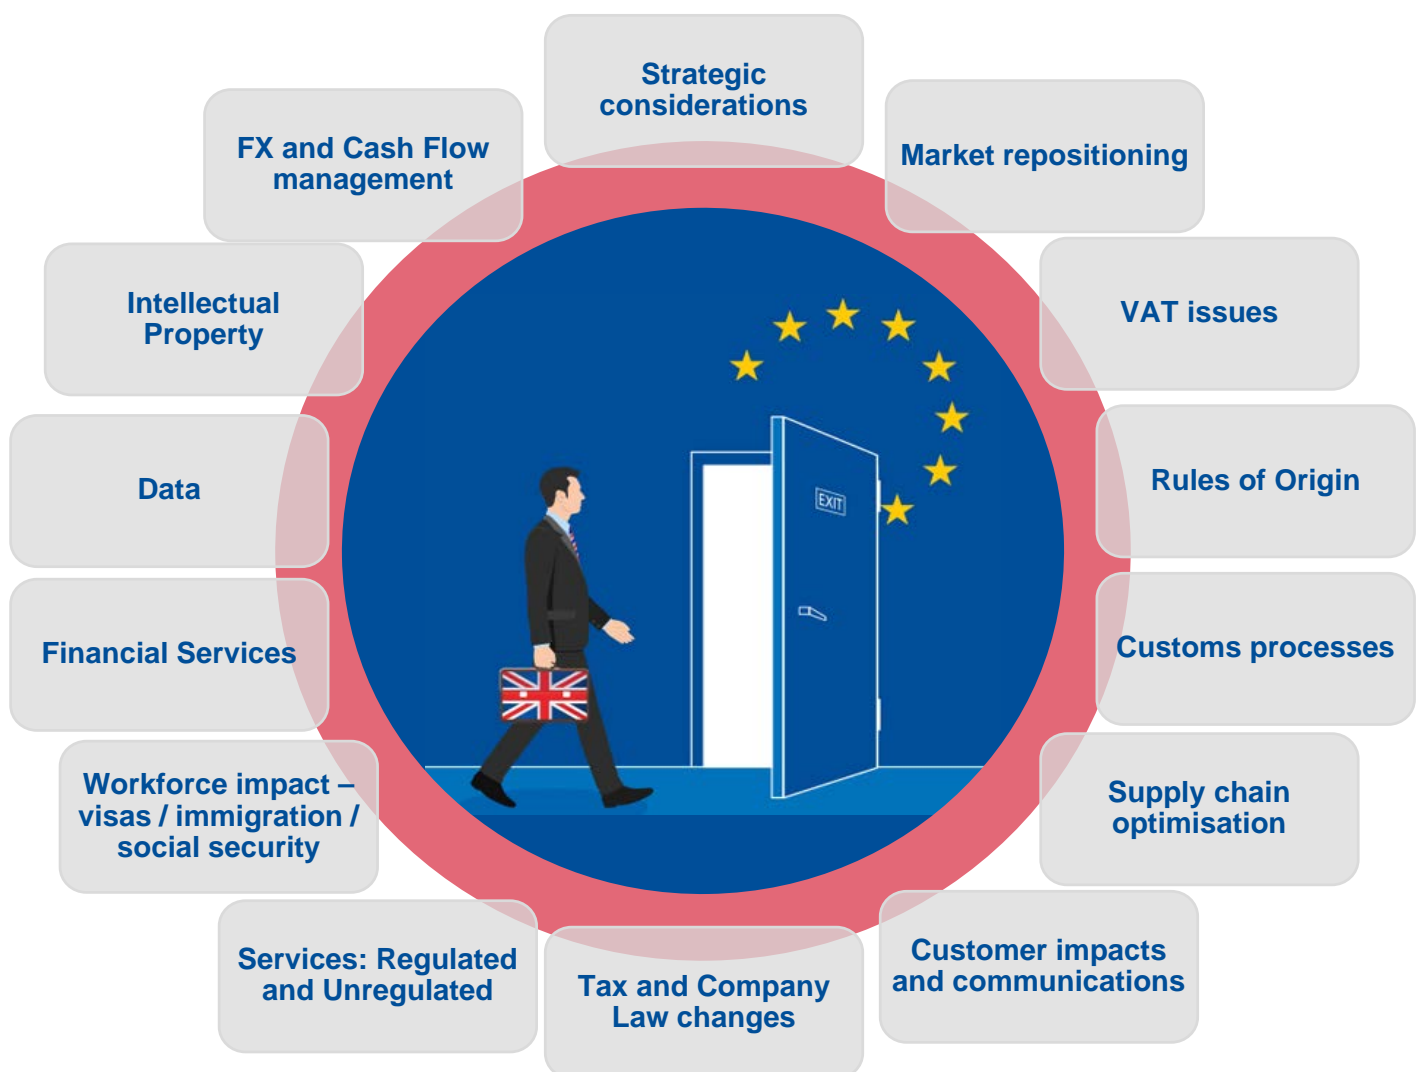 Strategic
considerations
Market repositioning
VAT issues
Rules of Origin
Customs processes
Supply chain
optimisation
Customer impacts
and communications
Tax and Company
Law changes
Services: Regulated
and Unregulated
Workforce impact –
visas / immigration /
social security
Financial Services
Data
Intellectual
Property
FX and Cash Flow
management
EXIT